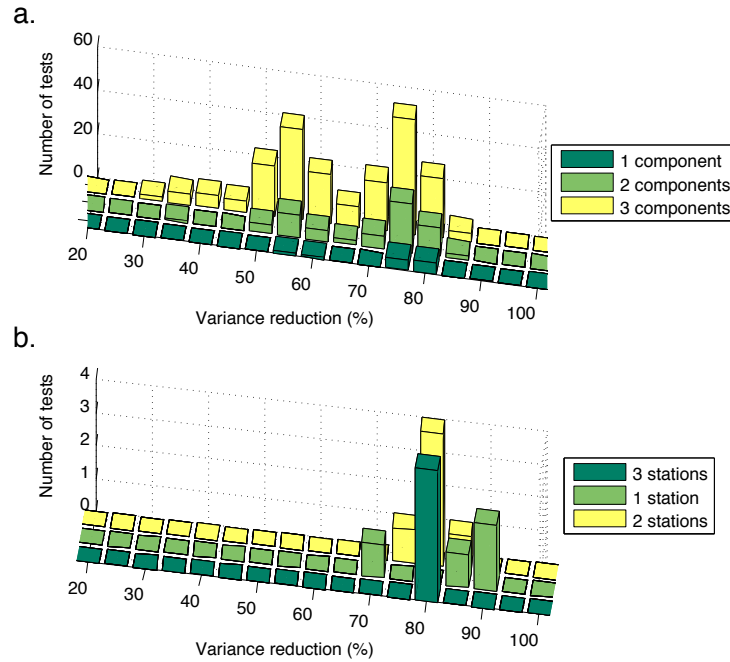 a.
60
40
20
0
Number of tests
20
30
40
50
60
70
80
90
100
Variance reduction (%)
1 component
2 components
3 components
b.
4
3
2
1
0
Number of tests
20
30
40
50
60
70
80
90
100
Variance reduction (%)
3 stations
1 station
2 stations